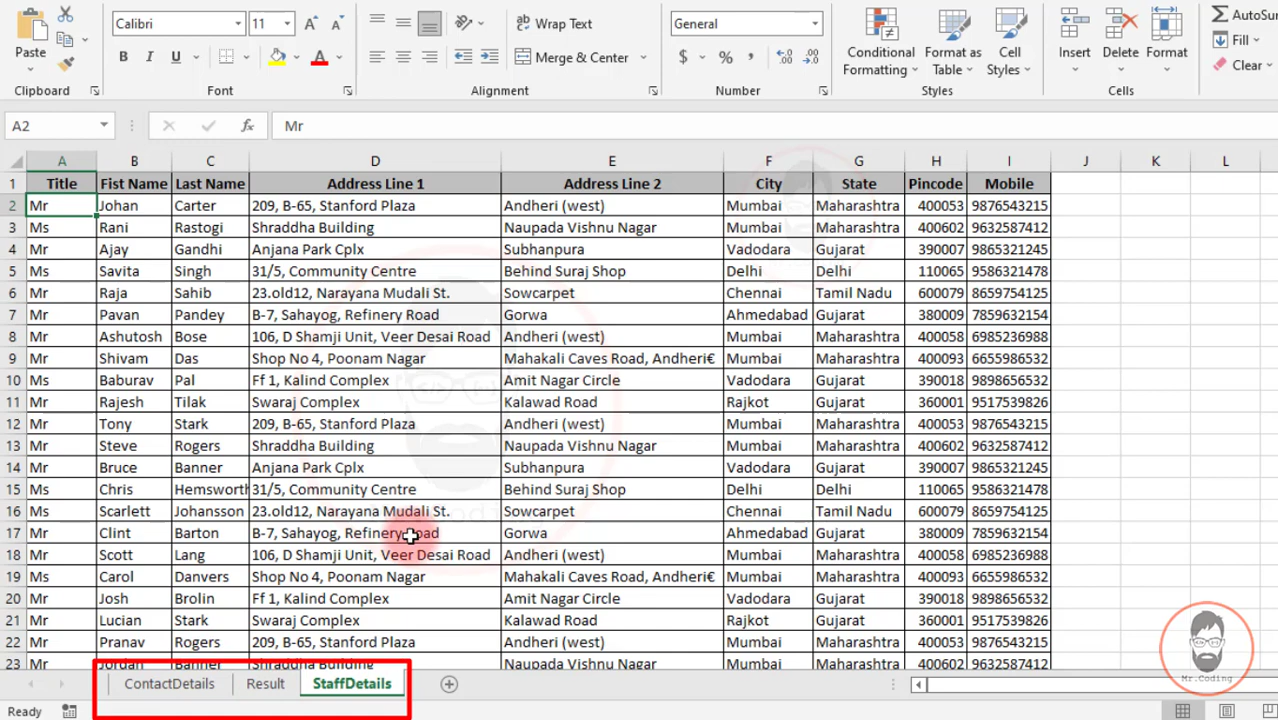 Calibri 11 Wrap Text General AutoSu
Paste B I U Merge & Center $ % , Conditional Formatting Format as Table Cell Styles Insert Delete Format Fill Clear
Clipboard Font Alignment Number Styles Cells
A2 fx Mr
A B C D E F G H I J K L
1 Title Fist Name Last Name Address Line 1 Address Line 2 City State Pincode Mobile
2 Mr Johan Carter 209, B-65, Stanford Plaza Andheri (west) Mumbai Maharashtra 400053 9876543215
3 Ms Rani Rastogi Shraddha Building Naupada Vishnu Nagar Mumbai Maharashtra 400602 9632587412
4 Mr Ajay Gandhi Anjana Park Cplx Subhanpura Vadodara Gujarat 390007 9865321245
5 Ms Savita Singh 31/5, Community Centre Behind Suraj Shop Delhi Delhi 110065 9586321478
6 Mr Raja Sahib 23.old12, Narayana Mudali St. Sowcarpet Chennai Tamil Nadu 600079 8659754125
7 Mr Pavan Pandey B-7, Sahayog, Refinery Road Gorwa Ahmedabad Gujarat 380009 7859632154
8 Mr Ashutosh Bose 106, D Shamji Unit, Veer Desai Road Andheri (west) Mumbai Maharashtra 400058 6985236988
9 Mr Shivam Das Shop No 4, Poonam Nagar Mahakali Caves Road, Andheri€ Mumbai Maharashtra 400093 6655986532
10 Ms Baburav Pal Ff 1, Kalind Complex Amit Nagar Circle Vadodara Gujarat 390018 9898656532
11 Mr Rajesh Tilak Swaraj Complex Kalawad Road Rajkot Gujarat 360001 9517539826
12 Mr Tony Stark 209, B-65, Stanford Plaza Andheri (west) Mumbai Maharashtra 400053 9876543215
13 Mr Steve Rogers Shraddha Building Naupada Vishnu Nagar Mumbai Maharashtra 400602 9632587412
14 Mr Bruce Banner Anjana Park Cplx Subhanpura Vadodara Gujarat 390007 9865321245
15 Ms Chris Hemsworth 31/5, Community Centre Behind Suraj Shop Delhi Delhi 110065 9586321478
16 Ms Scarlett Johansson 23.old12, Narayana Mudali St. Sowcarpet Chennai Tamil Nadu 600079 8659754125
17 Mr Clint Barton B-7, Sahayog, Refinery Road Gorwa Ahmedabad Gujarat 380009 7859632154
18 Mr Scott Lang 106, D Shamji Unit, Veer Desai Road Andheri (west) Mumbai Maharashtra 400058 6985236988
19 Ms Carol Danvers Shop No 4, Poonam Nagar Mahakali Caves Road, Andheri€ Mumbai Maharashtra 400093 6655986532
20 Mr Josh Brolin Ff 1, Kalind Complex Amit Nagar Circle Vadodara Gujarat 390018 9898656532
21 Mr Lucian Stark Swaraj Complex Kalawad Road Rajkot Gujarat 360001 9517539826
22 Mr Pranav Rogers 209, B-65, Stanford Plaza Andheri (west) Mumbai Maharashtra 400053 9876543215
23 Mr Jordan Banner Shraddha Building Naupada Vishnu Nagar Mumbai Maharashtra 400602 9632587412
ContactDetails Result StaffDetails
Mr.Coding
Ready